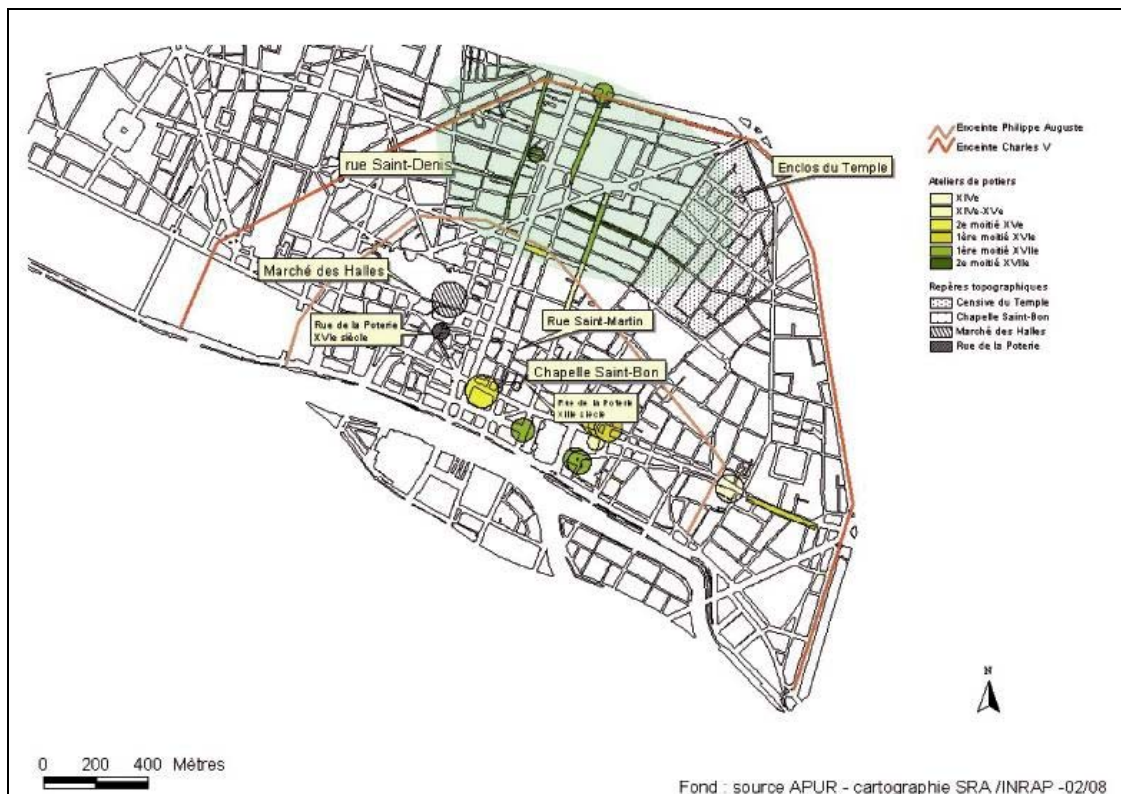 rue Saint-Denis
Enclos du Temple
Marché des Halles
Rue de la Poterie
XVIe siècle
Rue Saint-Martin
Chapelle Saint-Bon
Rue de la Poterie
XIIIe siècle
Enceinte Philippe Auguste
Enceinte Charles V
Ateliers de potiers
XIVe
XIVe-XVe
2e moitié XVe
1ère moitié XVIe
1ère moitié XVIIe
2e moitié XVIIe
Repères topographiques
Censive du Temple
Chapelle Saint-Bon
Marché des Halles
Rue de la Poterie
N
0 200 400 Mètres
Fond : source APUR - cartographie SRA /INRAP -02/08